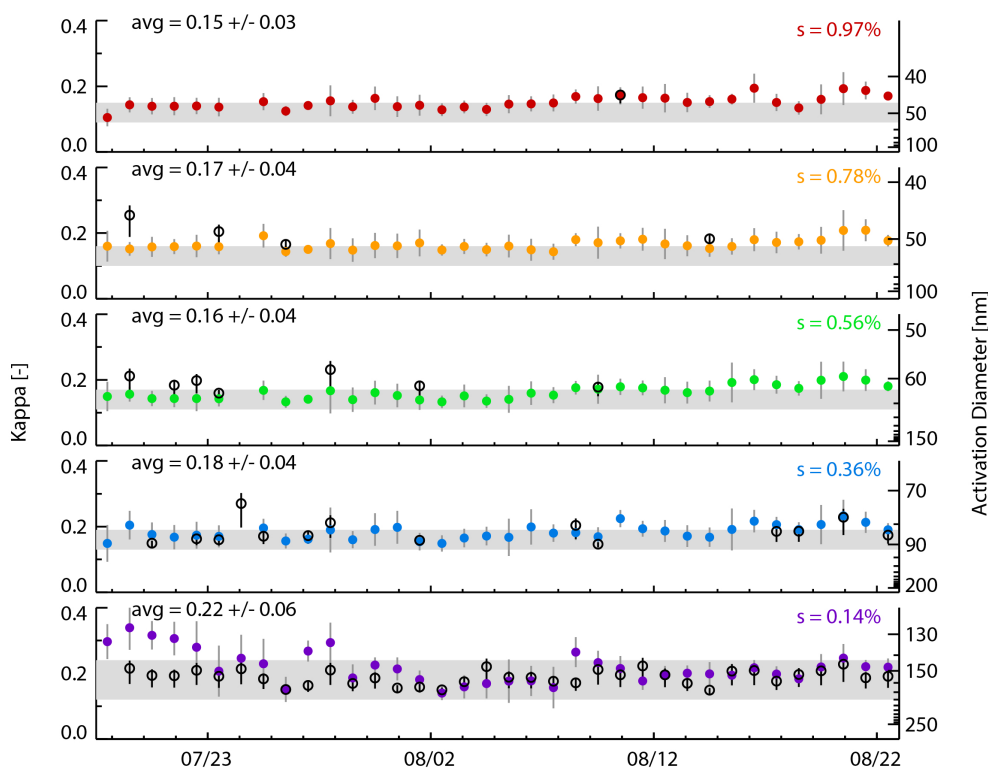 0.4
avg = 0.15 +/- 0.03
s = 0.97%
40
0.2
50
0.0
100
0.4
avg = 0.17 +/- 0.04
s = 0.78%
40
0.2
50
0.0
100
0.4
avg = 0.16 +/- 0.04
s = 0.56%
50
0.2
60
0.0
150
Kappa [-]
Activation Diameter [nm]
0.4
avg = 0.18 +/- 0.04
s = 0.36%
70
0.2
90
0.0
200
0.4
avg = 0.22 +/- 0.06
s = 0.14%
130
0.2
150
0.0
250
07/23 08/02 08/12 08/22